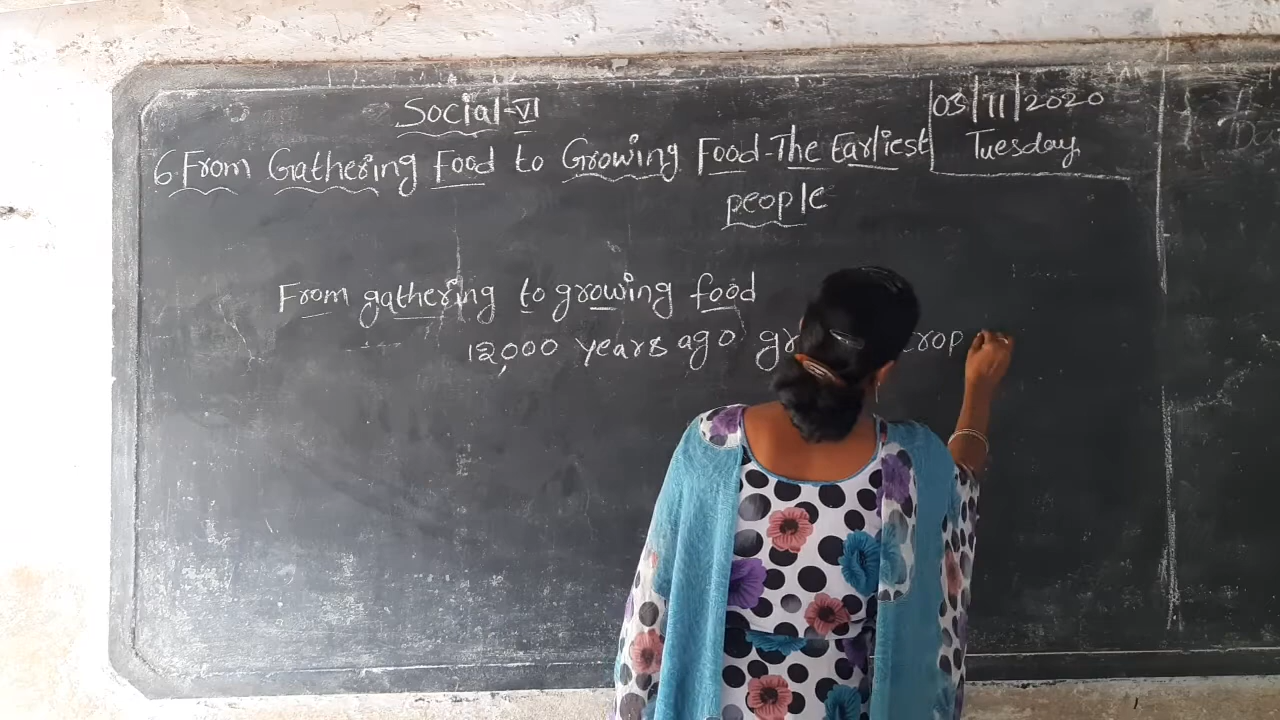 Social-VI
03/11/2020
6. From Gathering Food to Growing Food-The Earliest
Tuesday
people
From gathering to growing food
12,000 years ago crop